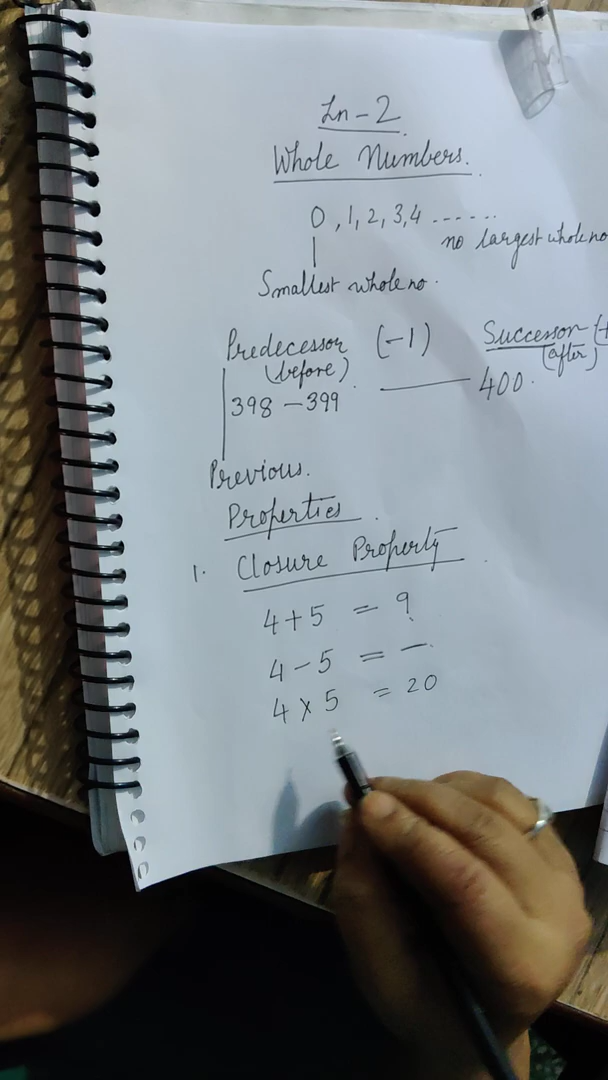 Ln-2
Whole Numbers.
0, 1, 2, 3, 4 ......
no largest whole no
Smallest whole no.
Predecessor (-1) Successor (+
(before) (after)
398 - 399 —— 400.
Previous.
Properties.
1. Closure Property
4 + 5 = 9
4 - 5 = -.
4 x 5 = 20